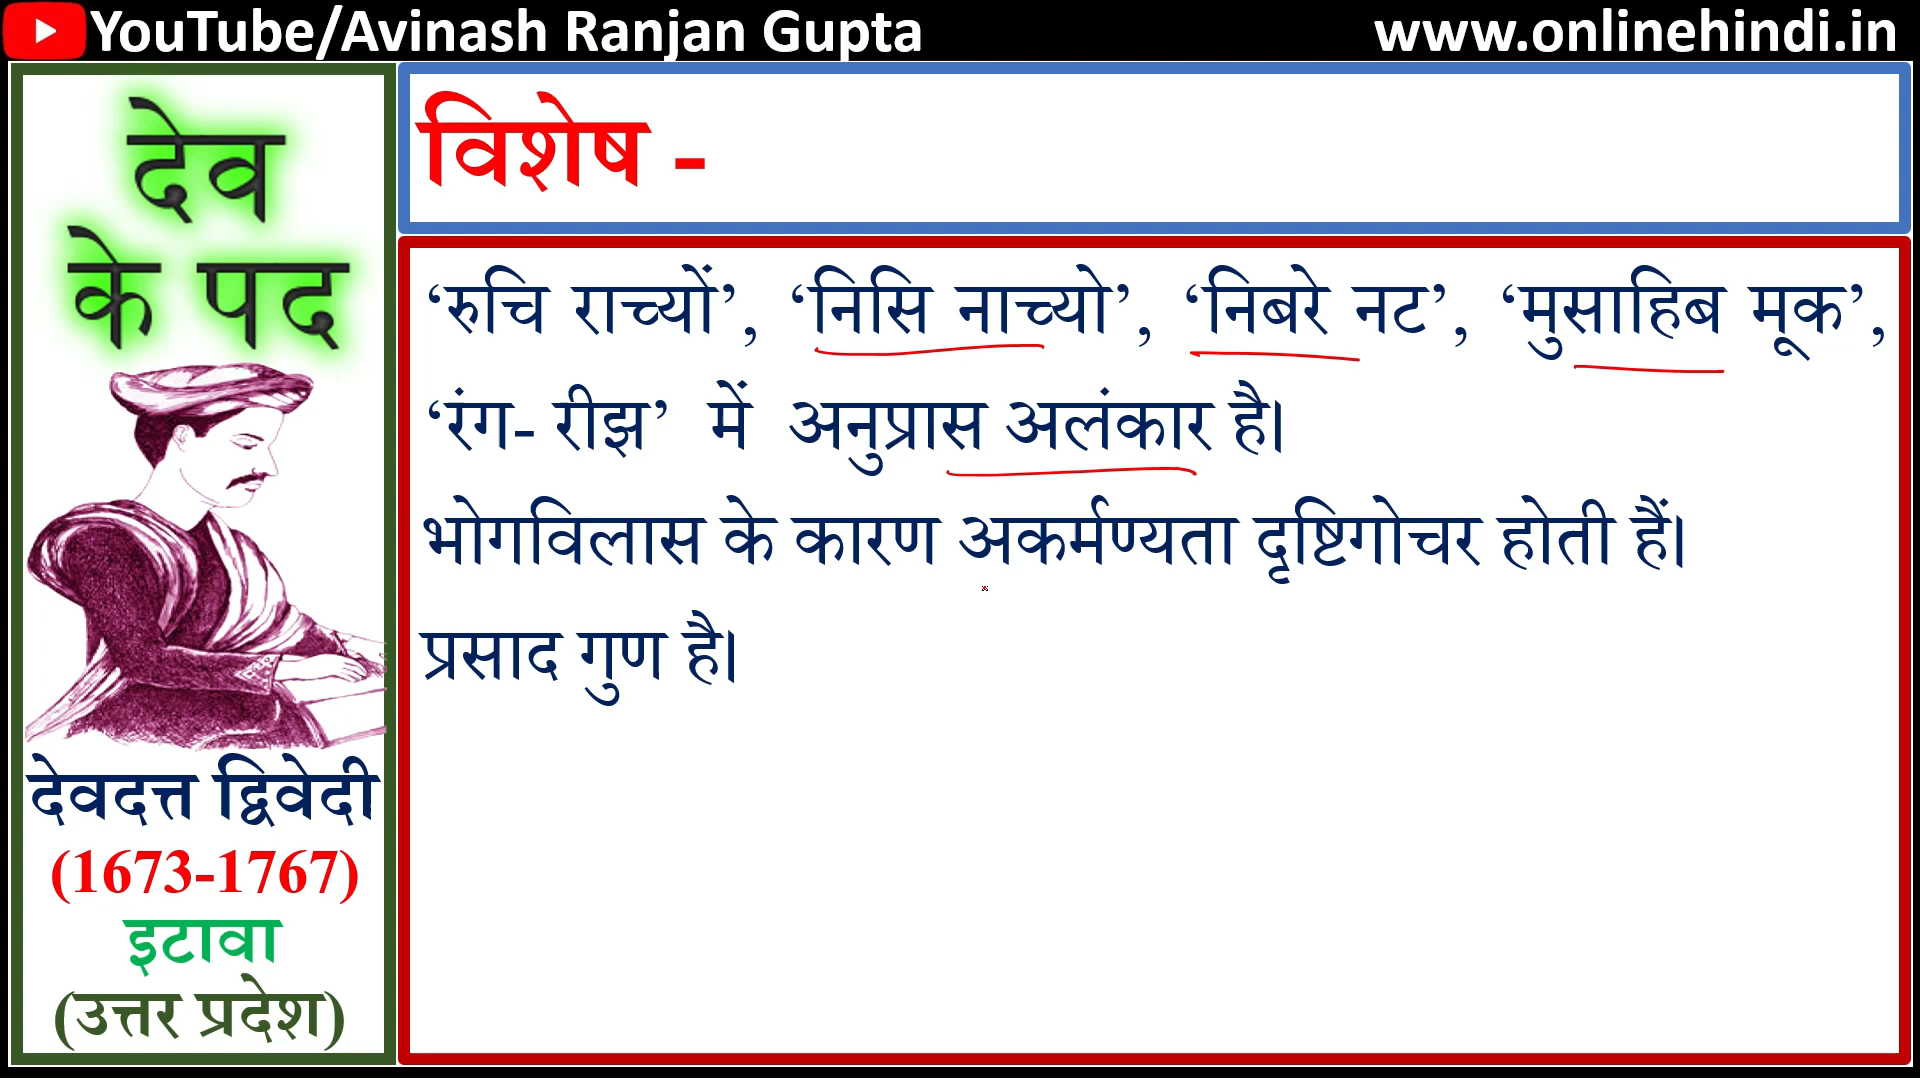 YouTube/Avinash Ranjan Gupta
www.onlinehindi.in
देव
के पद
देवदत्त द्विवेदी
(1673-1767)
इटावा
(उत्तर प्रदेश)
विशेष -
‘रुचि राच्यों’, ‘निसि नाच्यो’, ‘निबरे नट’, ‘मुसाहिब मूक’,
‘रंग- रीझ’ में अनुप्रास अलंकार है।
भोगविलास के कारण अकर्मण्यता दृष्टिगोचर होती हैं।
प्रसाद गुण है।